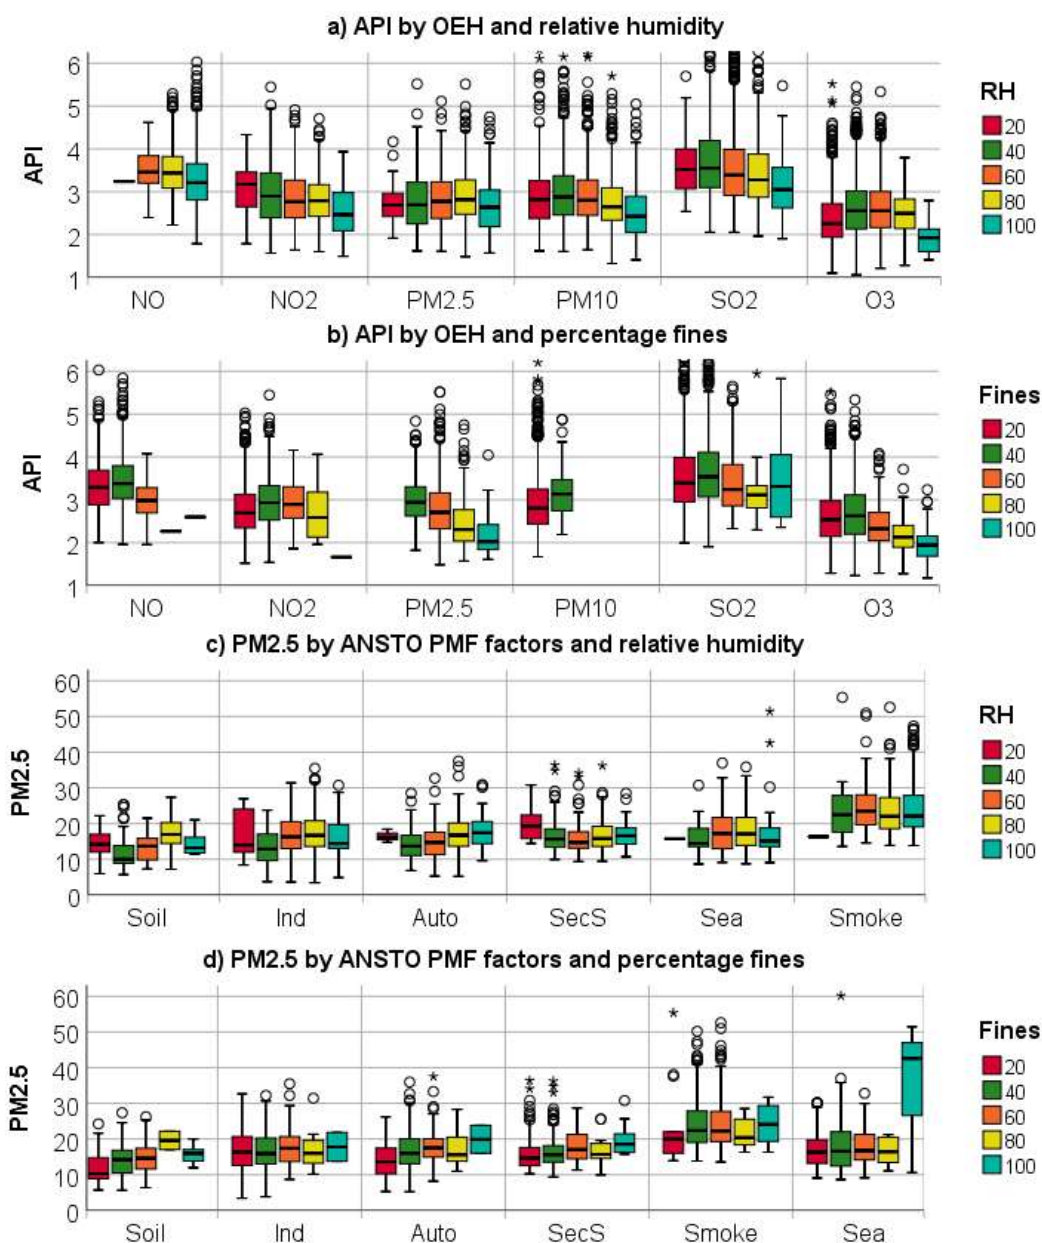 a) API by OEH and relative humidity
API
6
5
4
3
2
1
NO NO2 PM2.5 PM10 SO2 O3
RH
20
40
60
80
100
b) API by OEH and percentage fines
API
6
5
4
3
2
1
NO NO2 PM2.5 PM10 SO2 O3
Fines
20
40
60
80
100
c) PM2.5 by ANSTO PMF factors and relative humidity
PM2.5
60
50
40
30
20
10
0
Soil Ind Auto SecS Sea Smoke
RH
20
40
60
80
100
d) PM2.5 by ANSTO PMF factors and percentage fines
PM2.5
60
50
40
30
20
10
0
Soil Ind Auto SecS Smoke Sea
Fines
20
40
60
80
100